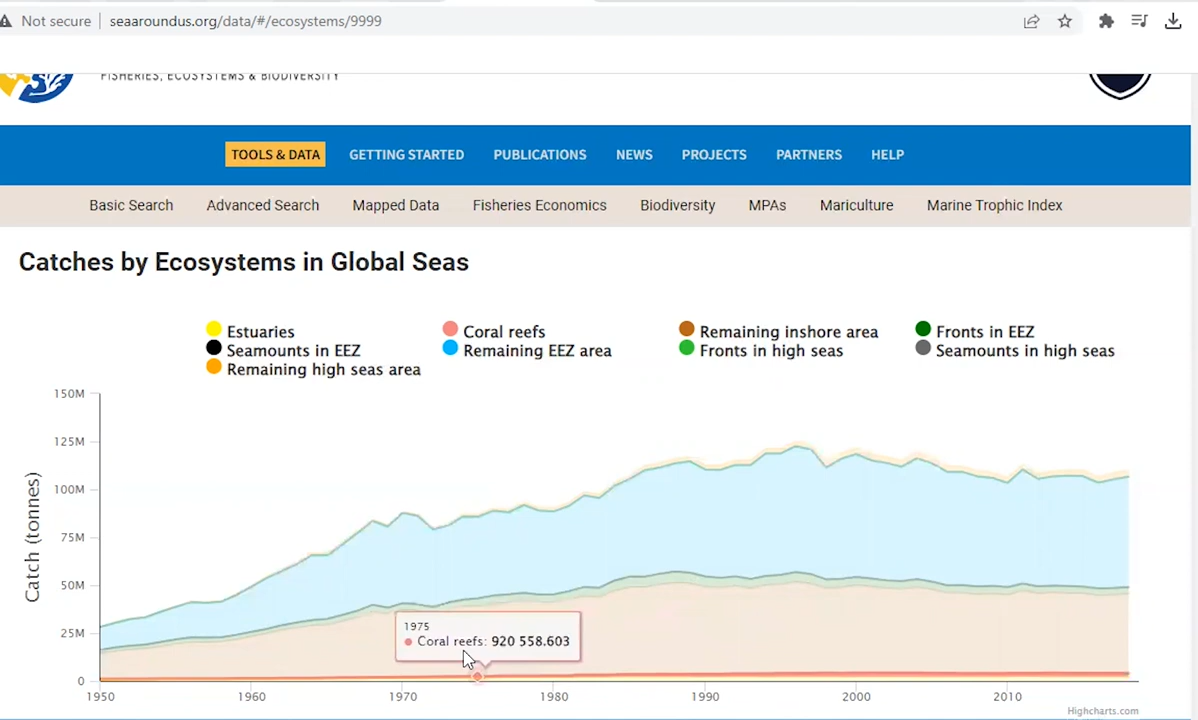 Not secure seaaroundus.org/data/#/ecosystems/9999
FISHERIES, ECOSYSTEMS & BIODIVERSITY
TOOLS & DATA GETTING STARTED PUBLICATIONS NEWS PROJECTS PARTNERS HELP
Basic Search Advanced Search Mapped Data Fisheries Economics Biodiversity MPAs Mariculture Marine Trophic Index
Catches by Ecosystems in Global Seas
Estuaries Coral reefs Remaining inshore area Fronts in EEZ
Seamounts in EEZ Remaining EEZ area Fronts in high seas Seamounts in high seas
Remaining high seas area
150M
125M
100M
75M
50M
25M
0
Catch (tonnes)
1975
Coral reefs: 920 558.603
1950 1960 1970 1980 1990 2000 2010
Highcharts.com